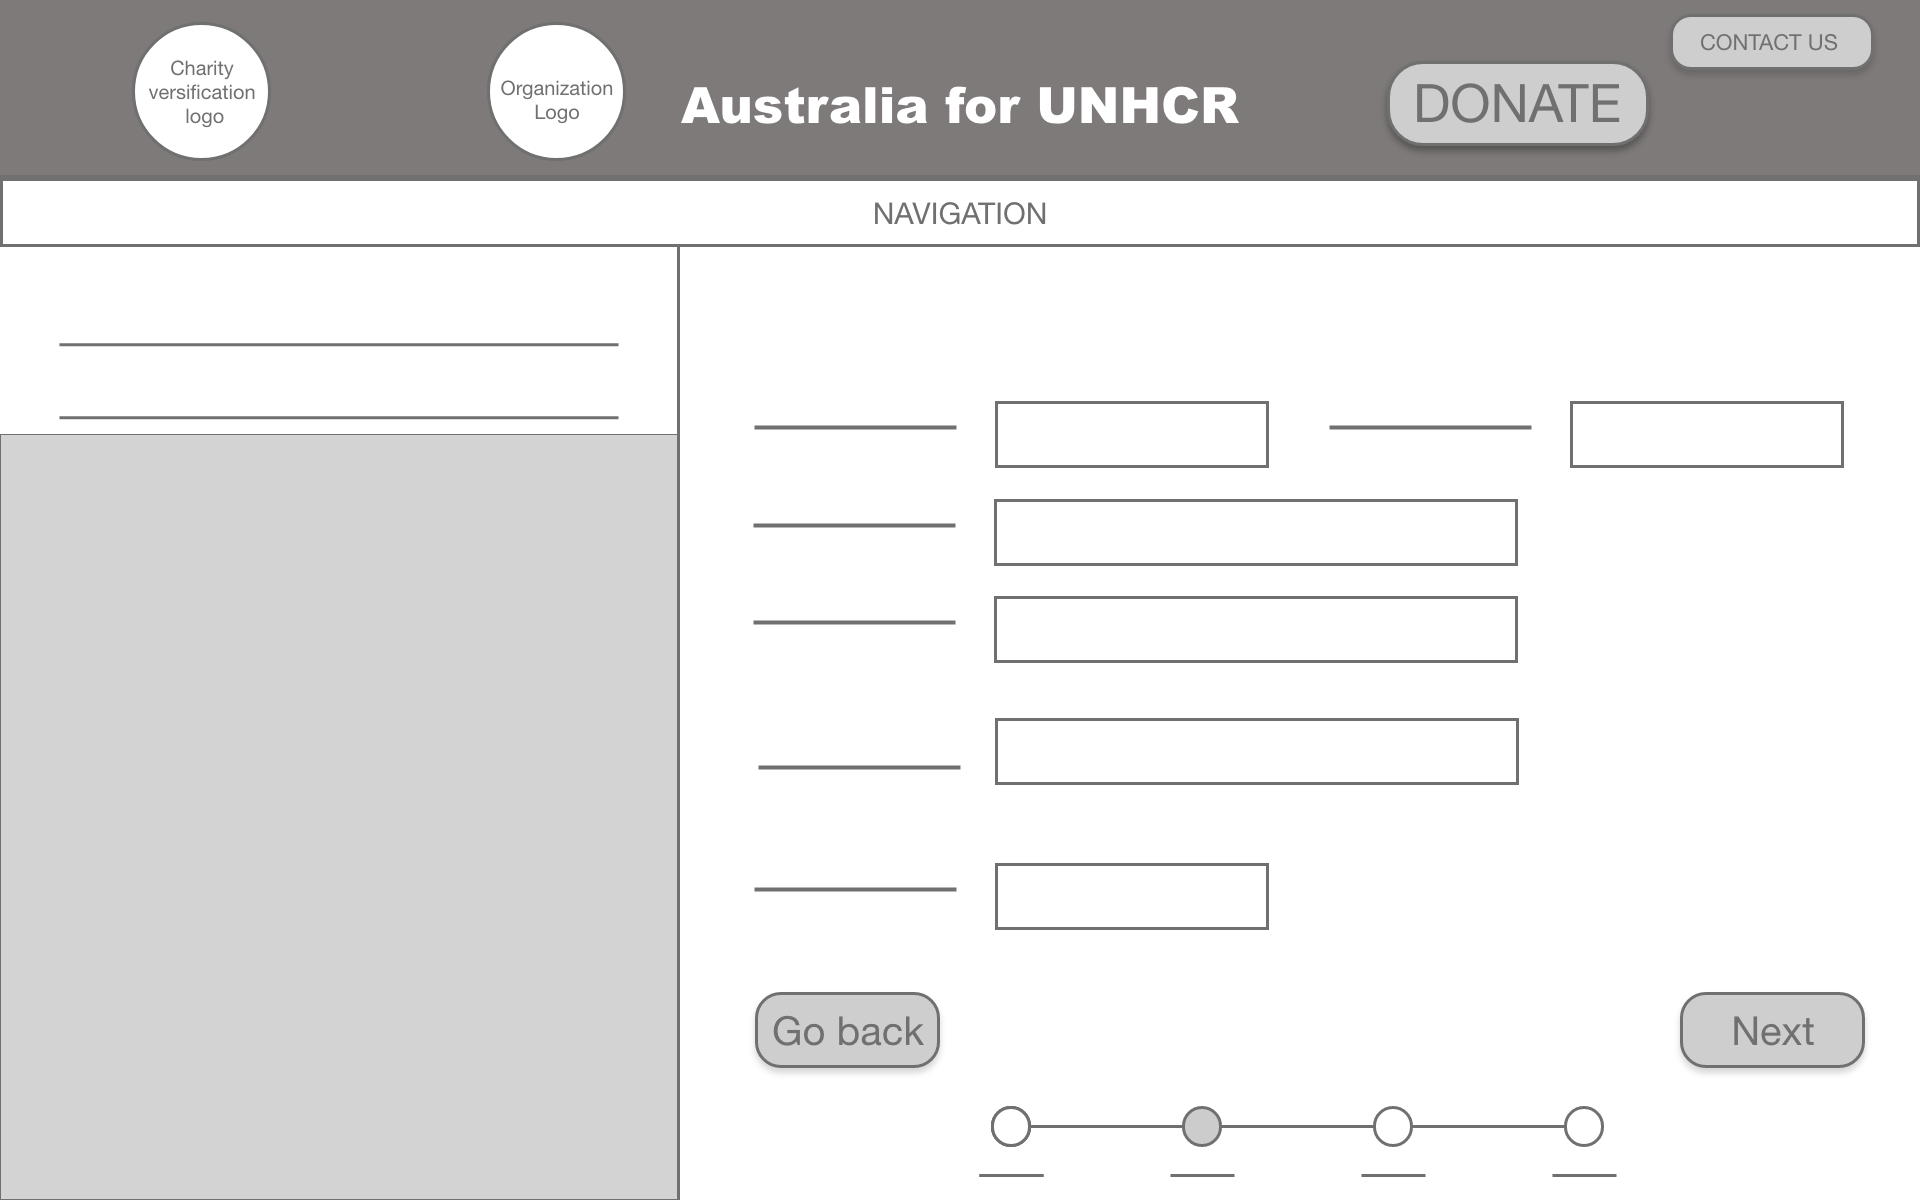 Charity
versification
logo
Organization
Logo
Australia for UNHCR
DONATE
CONTACT US
NAVIGATION
Go back
Next